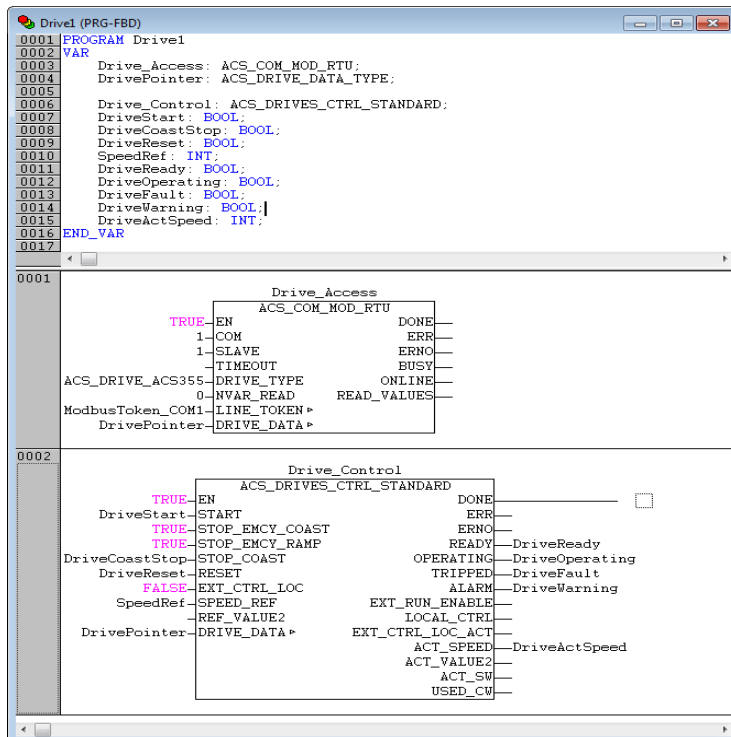 Drive1 (PRG-FBD)
0001 PROGRAM Drive1
0002 VAR
0003 Drive_Access: ACS_COM_MOD_RTU;
0004 DrivePointer: ACS_DRIVE_DATA_TYPE;
0005
0006 Drive_Control: ACS_DRIVES_CTRL_STANDARD;
0007 DriveStart: BOOL;
0008 DriveCoastStop: BOOL;
0009 DriveReset: BOOL;
0010 SpeedRef: INT;
0011 DriveReady: BOOL;
0012 DriveOperating: BOOL;
0013 DriveFault: BOOL;
0014 DriveWarning: BOOL;
0015 DriveActSpeed: INT;
0016 END_VAR
0017
0001
Drive_Access
ACS_COM_MOD_RTU
TRUE EN DONE
1 COM ERR
1 SLAVE ERNO
TIMEOUT BUSY
ACS_DRIVE_ACS355 DRIVE_TYPE ONLINE
0 NVAR_READ READ_VALUES
ModbusToken_COM1 LINE_TOKEN
DrivePointer DRIVE_DATA
0002
Drive_Control
ACS_DRIVES_CTRL_STANDARD
TRUE EN DONE
DriveStart START ERR
TRUE STOP_EMCY_COAST ERNO
TRUE STOP_EMCY_RAMP READY DriveReady
DriveCoastStop STOP_COAST OPERATING DriveOperating
DriveReset RESET TRIPPED DriveFault
FALSE EXT_CTRL_LOC ALARM DriveWarning
SpeedRef SPEED_REF EXT_RUN_ENABLE
REF_VALUE2 LOCAL_CTRL
DrivePointer DRIVE_DATA EXT_CTRL_LOC_ACT
ACT_SPEED DriveActSpeed
ACT_VALUE2
ACT_SW
USED_CW